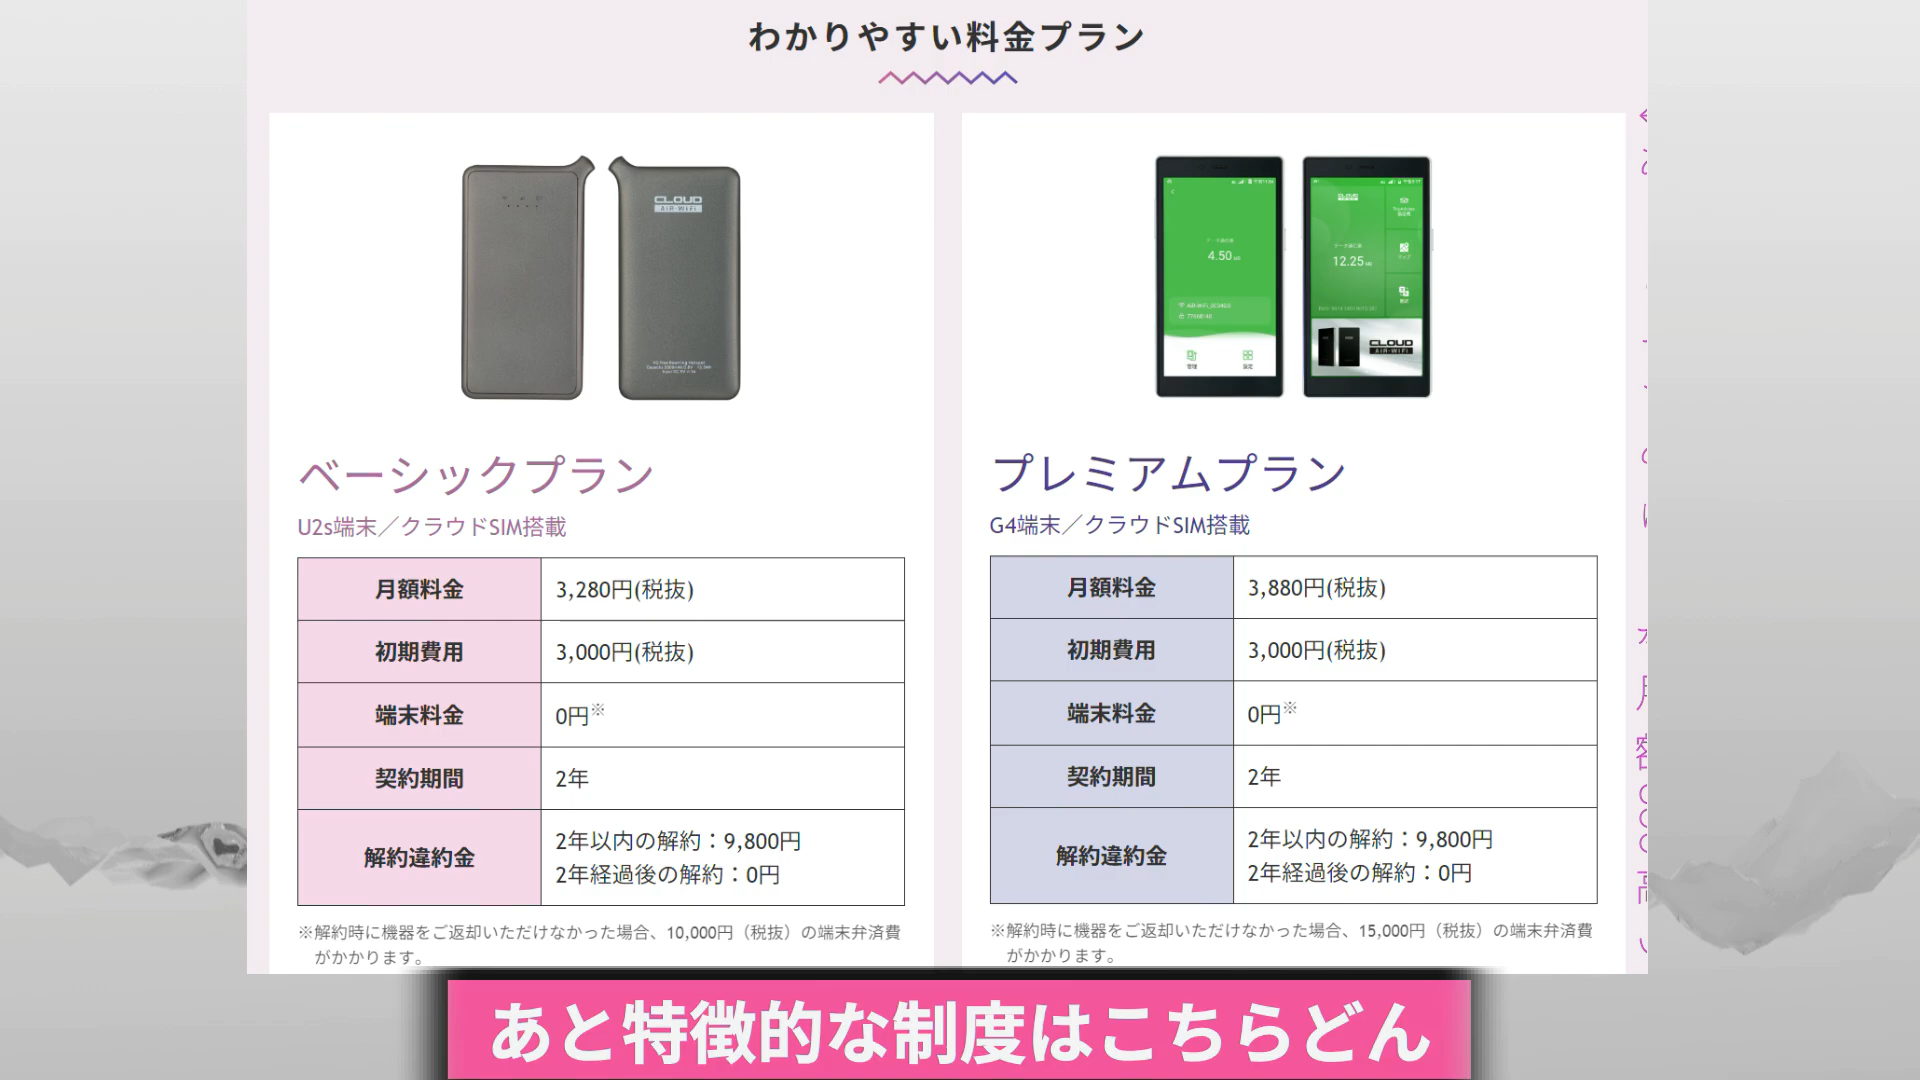 わかりやすい料金プラン
CLOUD
AIR-WIFI
4.50
12.25
CLOUD
AIR-WIFI
ベーシックプラン
U2s端末／クラウドSIM搭載
月額料金 3,280円(税抜)
初期費用 3,000円(税抜)
端末料金 0円※
契約期間 2年
解約違約金 2年以内の解約：9,800円
2年経過後の解約：0円
※解約時に機器をご返却いただけなかった場合、10,000円（税抜）の端末弁済費
がかかります。
プレミアムプラン
G4端末／クラウドSIM搭載
月額料金 3,880円(税抜)
初期費用 3,000円(税抜)
端末料金 0円※
契約期間 2年
解約違約金 2年以内の解約：9,800円
2年経過後の解約：0円
※解約時に機器をご返却いただけなかった場合、15,000円（税抜）の端末弁済費
がかかります。
あと特徴的な制度はこちらどん